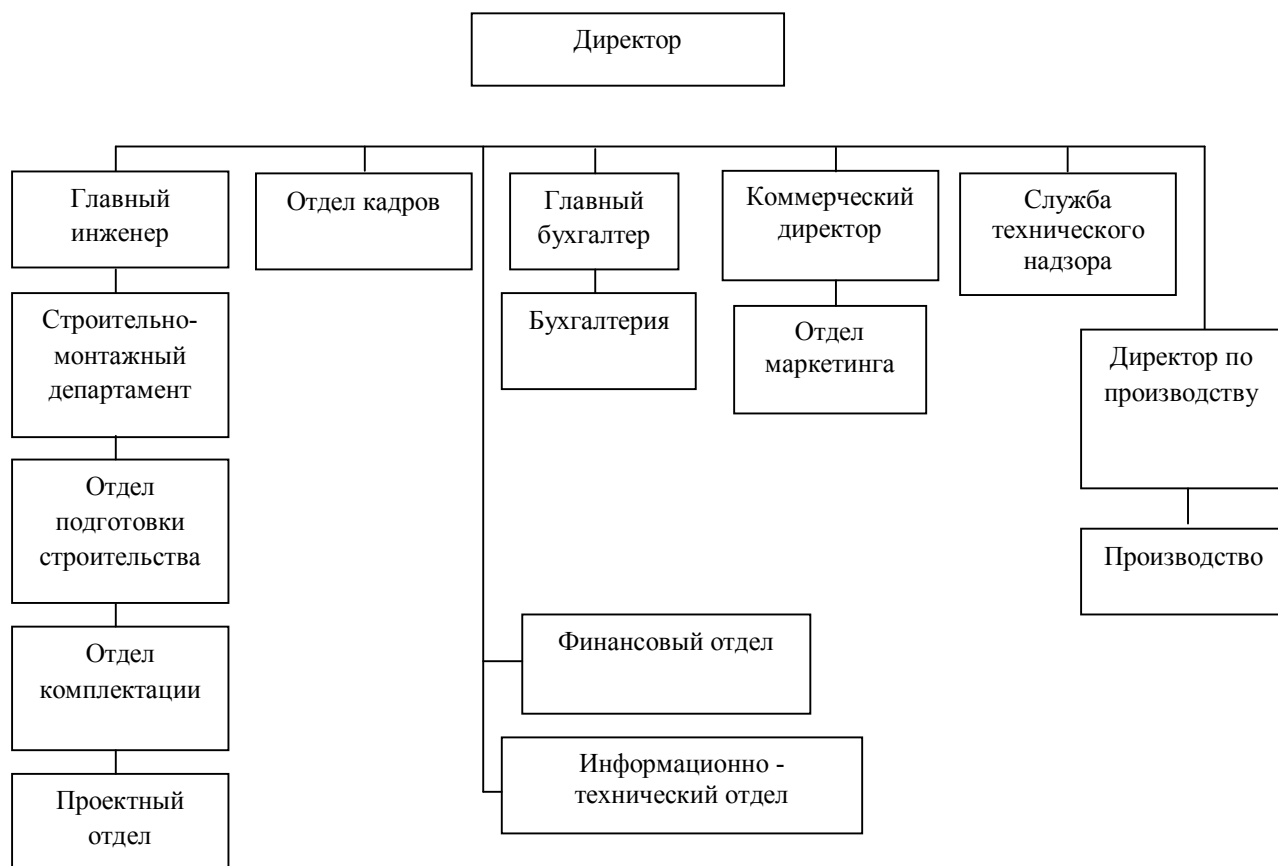 Директор
Главный
инженер
Отдел кадров
Главный
бухгалтер
Коммерческий
директор
Служба
технического
надзора
Строительно-
монтажный
департамент
Бухгалтерия
Отдел
маркетинга
Директор по
производству
Отдел
подготовки
строительства
Производство
Отдел
комплектации
Финансовый отдел
Проектный
отдел
Информационно -
технический отдел